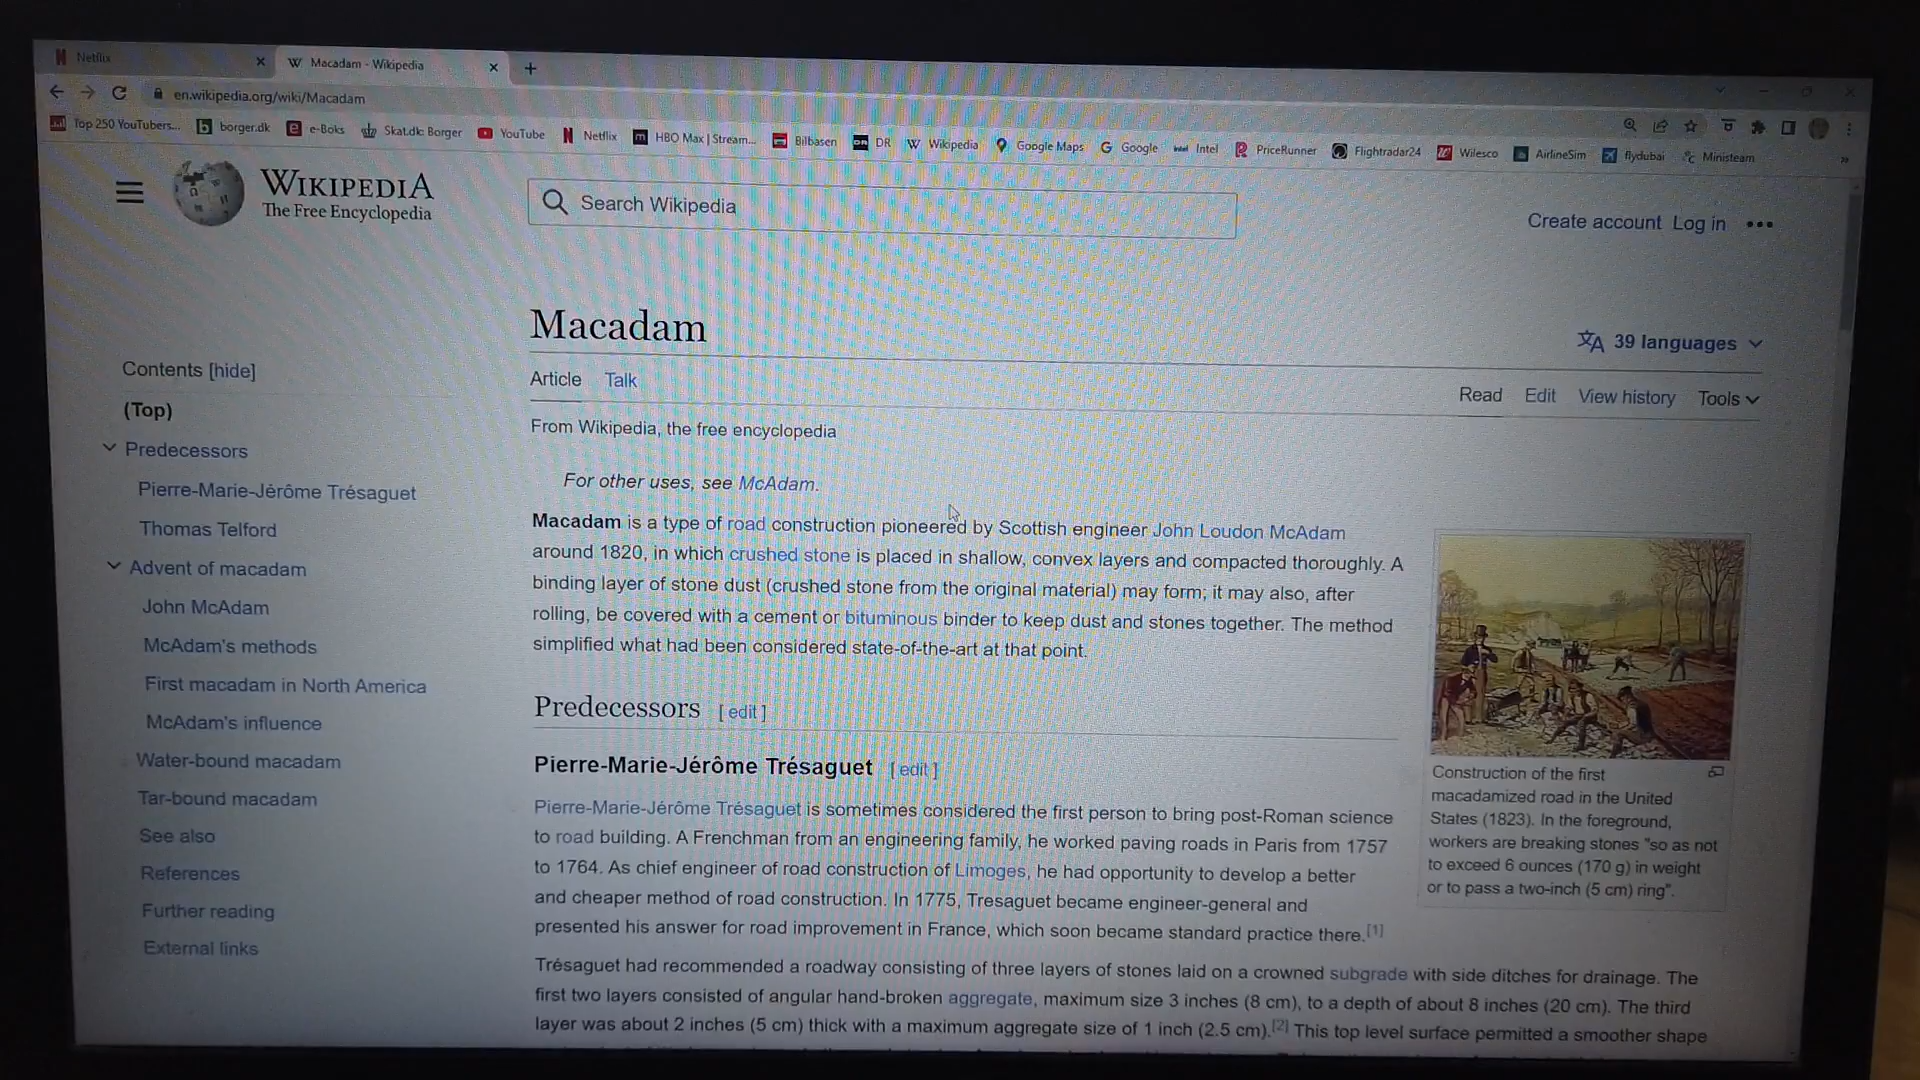 Netflix
Macadam - Wikipedia
en.wikipedia.org/wiki/Macadam
Top 250 YouTubers...
borger.dk
e-Boks
Skat.dk: Borger
YouTube
Netflix
HBO Max | Stream...
Bilbasen
DR
Wikipedia
Google Maps
Google
Intel
PriceRunner
Flightradar24
Wilesco
AirlineSim
flydubai
Ministeam
WIKIPEDIA
The Free Encyclopedia
Search Wikipedia
Create account Log in
Macadam
39 languages
Article Talk
Read Edit View history Tools
From Wikipedia, the free encyclopedia
Contents [hide]
(Top)
Predecessors
Pierre-Marie-Jérôme Trésaguet
Thomas Telford
Advent of macadam
John McAdam
McAdam's methods
First macadam in North America
McAdam's influence
Water-bound macadam
Tar-bound macadam
See also
References
Further reading
External links
For other uses, see McAdam.
Macadam is a type of road construction pioneered by Scottish engineer John Loudon McAdam
around 1820, in which crushed stone is placed in shallow, convex layers and compacted thoroughly. A
binding layer of stone dust (crushed stone from the original material) may form; it may also, after
rolling, be covered with a cement or bituminous binder to keep dust and stones together. The method
simplified what had been considered state-of-the-art at that point.
Construction of the first
macadamized road in the United
States (1823). In the foreground,
workers are breaking stones "so as not
to exceed 6 ounces (170 g) in weight
or to pass a two-inch (5 cm) ring".
Predecessors [ edit ]
Pierre-Marie-Jérôme Trésaguet [ edit ]
Pierre-Marie-Jérôme Trésaguet is sometimes considered the first person to bring post-Roman science
to road building. A Frenchman from an engineering family, he worked paving roads in Paris from 1757
to 1764. As chief engineer of road construction of Limoges, he had opportunity to develop a better
and cheaper method of road construction. In 1775, Tresaguet became engineer-general and
presented his answer for road improvement in France, which soon became standard practice there.[1]
Trésaguet had recommended a roadway consisting of three layers of stones laid on a crowned subgrade with side ditches for drainage. The
first two layers consisted of angular hand-broken aggregate, maximum size 3 inches (8 cm), to a depth of about 8 inches (20 cm). The third
layer was about 2 inches (5 cm) thick with a maximum aggregate size of 1 inch (2.5 cm).[2] This top level surface permitted a smoother shape